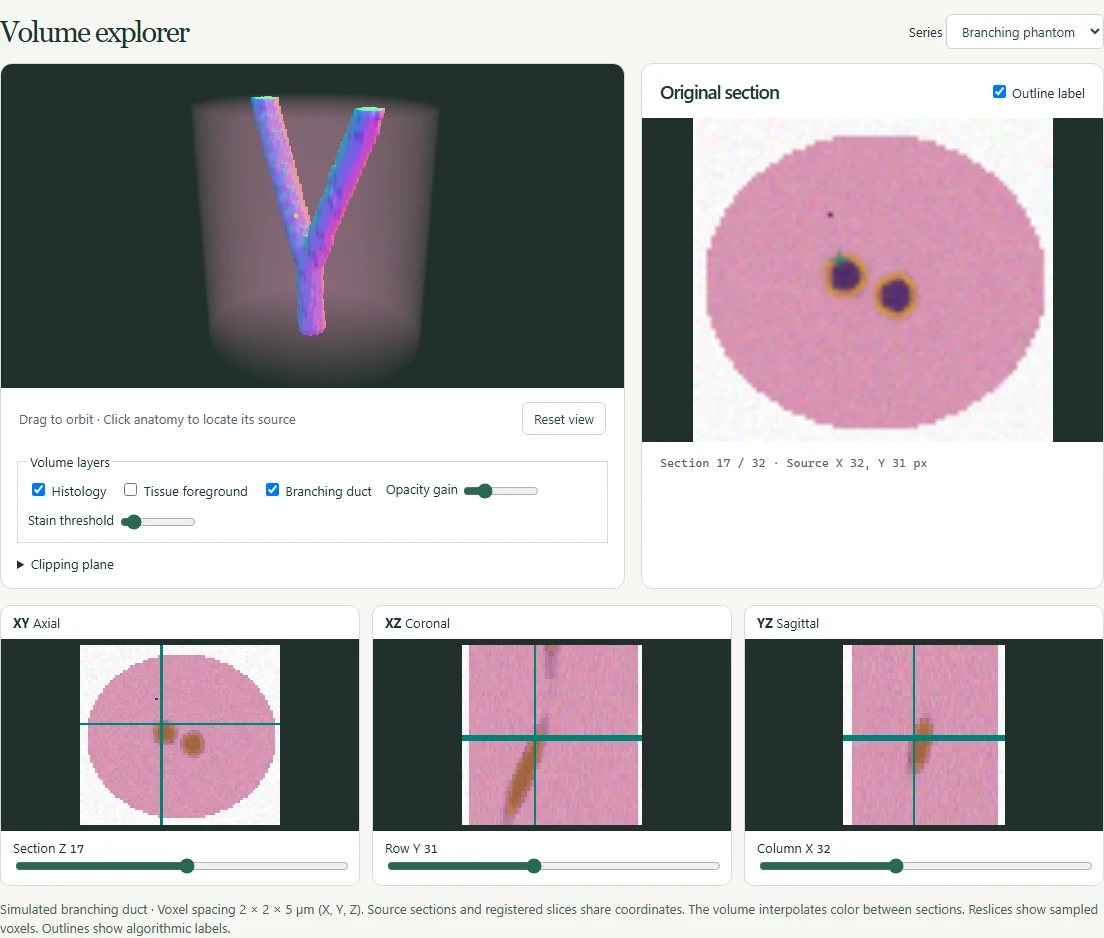 Volume explorer
Series Branching phantom
Original section
Outline label
Drag to orbit · Click anatomy to locate its source
Reset view
Section 17 / 32 · Source X 32, Y 31 px
Volume layers
Histology Tissue foreground Branching duct Opacity gain
Stain threshold
Clipping plane
XY Axial
XZ Coronal
YZ Sagittal
Section Z 17
Row Y 31
Column X 32
Simulated branching duct · Voxel spacing 2 × 2 × 5 µm (X, Y, Z). Source sections and registered slices share coordinates. The volume interpolates color between sections. Reslices show sampled
voxels. Outlines show algorithmic labels.